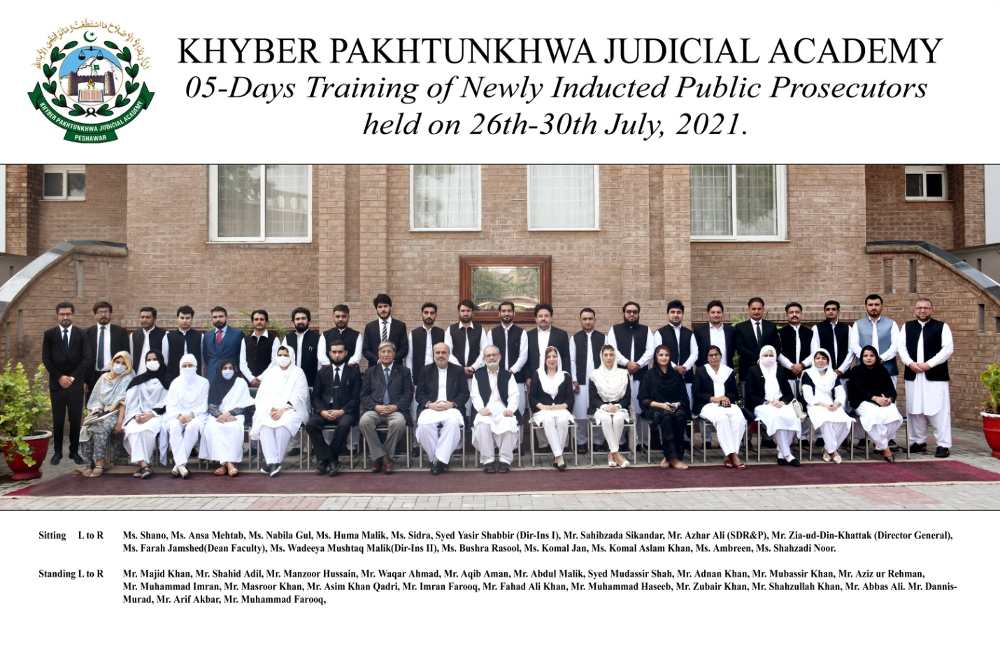 إِنْ أُرِيدُ إِلَّا الْإِصْلَاحَ مَا اسْتَطَعْتُ وَمَا تَوْفِيقِي إِلَّا بِاللَّهِ
KHYBER PAKHTUNKHWA JUDICIAL ACADEMY
PESHAWAR
KHYBER PAKHTUNKHWA JUDICIAL ACADEMY
05-Days Training of Newly Inducted Public Prosecutors
held on 26th-30th July, 2021.
Sitting L to R Ms. Shano, Ms. Ansa Mehtab, Ms. Nabila Gul, Ms. Huma Malik, Ms. Sidra, Syed Yasir Shabbir (Dir-Ins I), Mr. Sahibzada Sikandar, Mr. Azhar Ali (SDR&P), Mr. Zia-ud-Din-Khattak (Director General),
Ms. Farah Jamshed(Dean Faculty), Ms. Wadeeya Mushtaq Malik(Dir-Ins II), Ms. Bushra Rasool, Ms. Komal Jan, Ms. Komal Aslam Khan, Ms. Ambreen, Ms. Shahzadi Noor.
Standing L to R Mr. Majid Khan, Mr. Shahid Adil, Mr. Manzoor Hussain, Mr. Waqar Ahmad, Mr. Aqib Aman, Mr. Abdul Malik, Syed Mudassir Shah, Mr. Adnan Khan, Mr. Mubassir Khan, Mr. Aziz ur Rehman,
Mr. Muhammad Imran, Mr. Masroor Khan, Mr. Asim Khan Qadri, Mr. Imran Farooq, Mr. Fahad Ali Khan, Mr. Muhammad Haseeb, Mr. Zubair Khan, Mr. Shahzullah Khan, Mr. Abbas Ali. Mr. Dannis-
Murad, Mr. Arif Akbar, Mr. Muhammad Farooq,